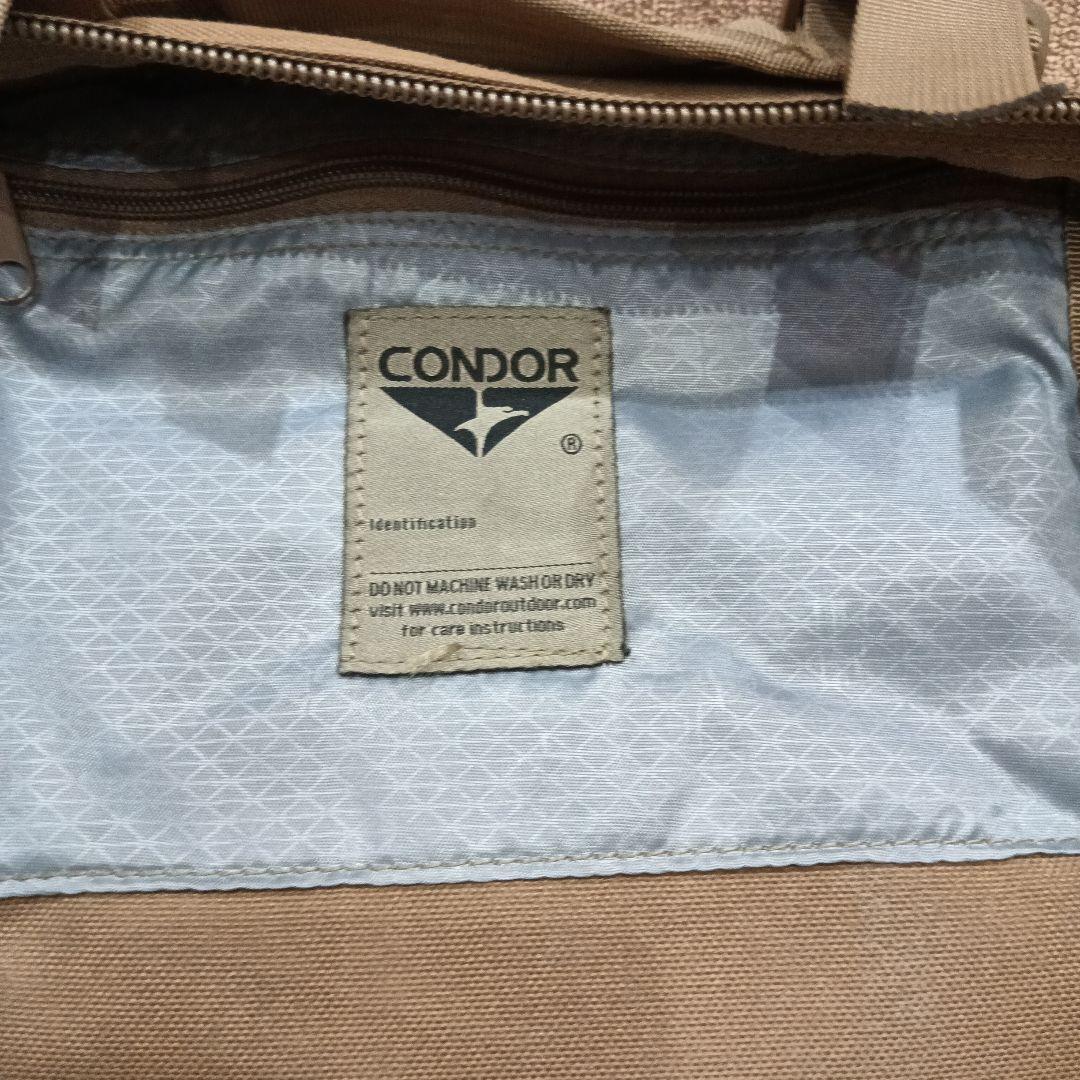 CONDOR
®
Identification
DO NOT MACHINE WASH OR DRY
visit www.condoroutdoor.com
for care instructions